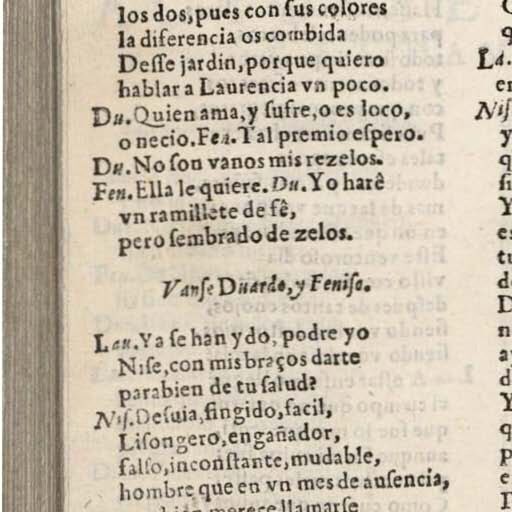 los dos, pues con ſus colores
la diferencia os combida
Deſſe jardin, porque quiero
hablar a Laurencia vn poco.
Du. Quien ama, y ſufre, o es loco,
o necio. Fea. Tal premio eſpero.
Du. No ſon vanos mis rezelos.
Fen. Ella le quiere. Du. Yo harê
vn ramillete de fê,
pero ſembrado de zelos.
Vanſe Duardo, y Feniſo.
Lau. Ya ſe han ydo, podre yo
Niſe, con mis braços darte
parabien de tu ſalud?
Niſ. Deſuia, fingido, facil,
Liſongero, engañador,
falſo, inconſtante, mudable,
hombre que en vn mes de auſencia,
merece llamarſe